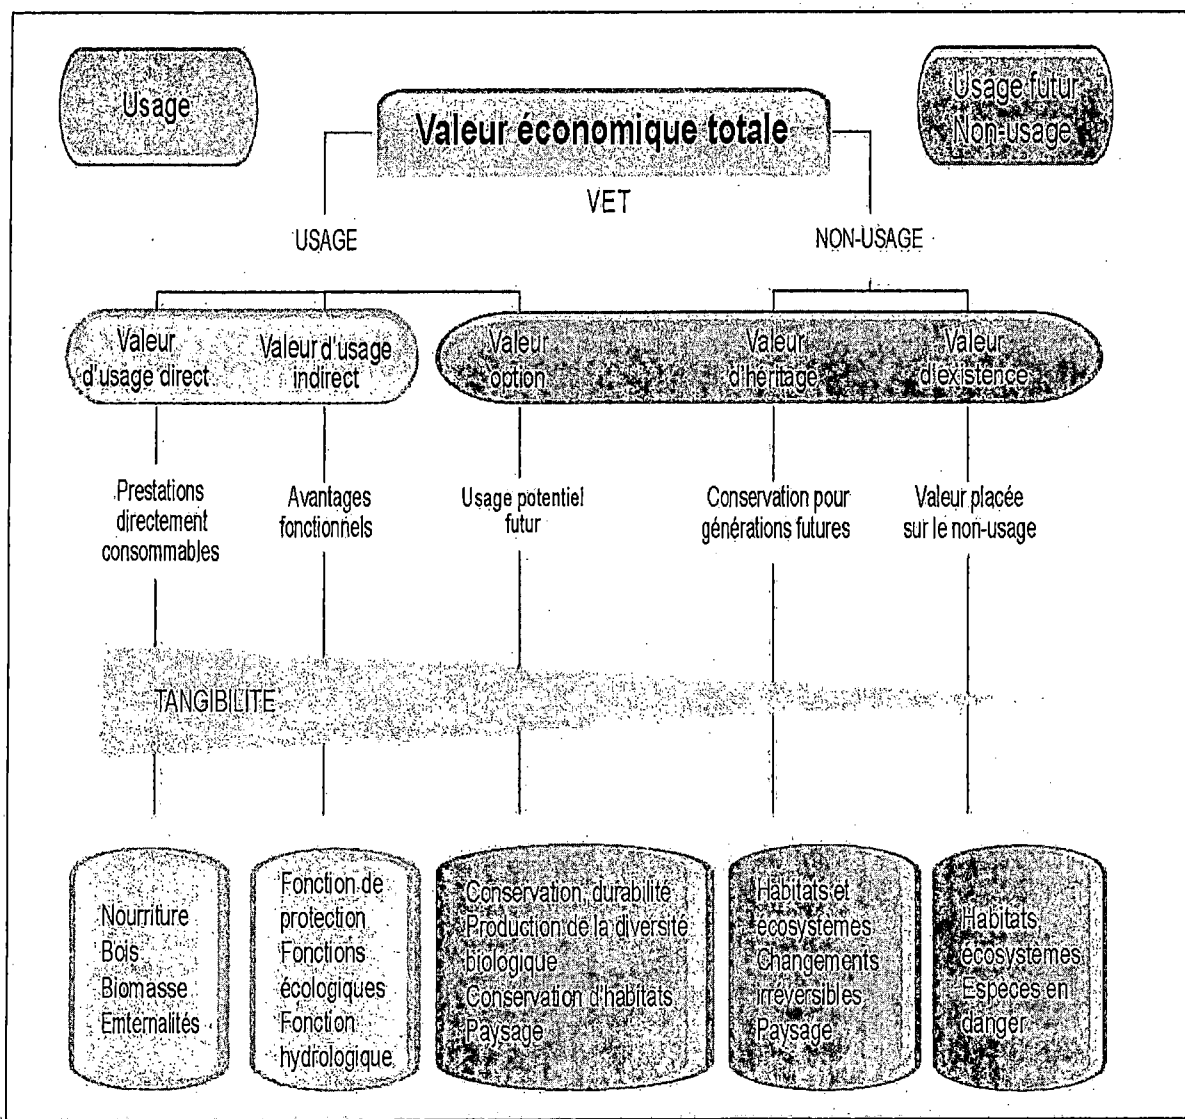 Usage
Valeur économique totale
Usage futur
Non-usage
VET
USAGE
NON-USAGE
Valeur
d'usage direct
Valeur d'usage
indirect
Valeur
option
Valeur
d'héritage
Valeur
d'existence
Prestations
directement
consommables
Avantages
fonctionnels
Usage potentiel
futur
Conservation pour
générations futures
Valeur placée
sur le non-usage
TANGIBILITE
Nourriture
Bois
Biomasse
Emternalités
Fonction de
protection
Fonctions
écologiques
Fonction
hydrologique
Conservation, durabilité
Production de la diversité
biologique
Conservation d'habitats
Paysage
Habitats et
écosystèmes
Changements
irréversibles
Paysage
Habitats
écosystèmes
Espèces en
danger